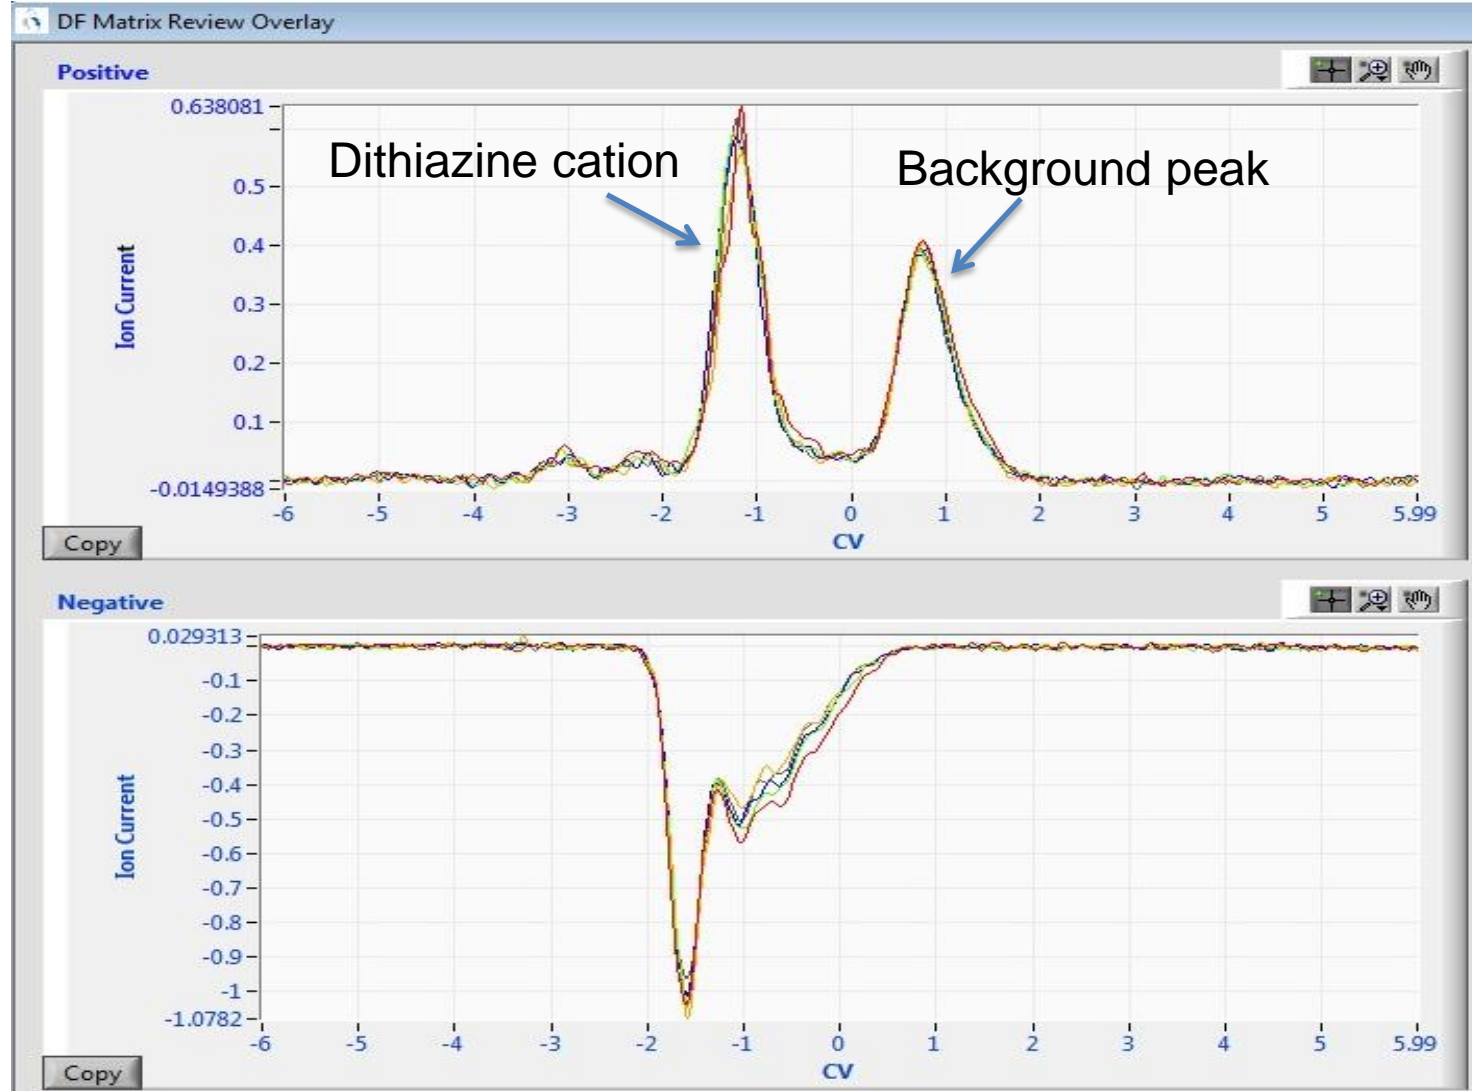 DF Matrix Review Overlay
Positive
0.638081
Dithiazine cation
Background peak
0.5
0.4
0.3
0.2
0.1
-0.0149388
Ion Current
-6 -5 -4 -3 -2 -1 0 1 2 3 4 5 5.99
CV
Copy
Negative
0.029313
-0.1
-0.2
-0.3
-0.4
-0.5
-0.6
-0.7
-0.8
-0.9
-1
-1.0782
Ion Current
-6 -5 -4 -3 -2 -1 0 1 2 3 4 5 5.99
CV
Copy